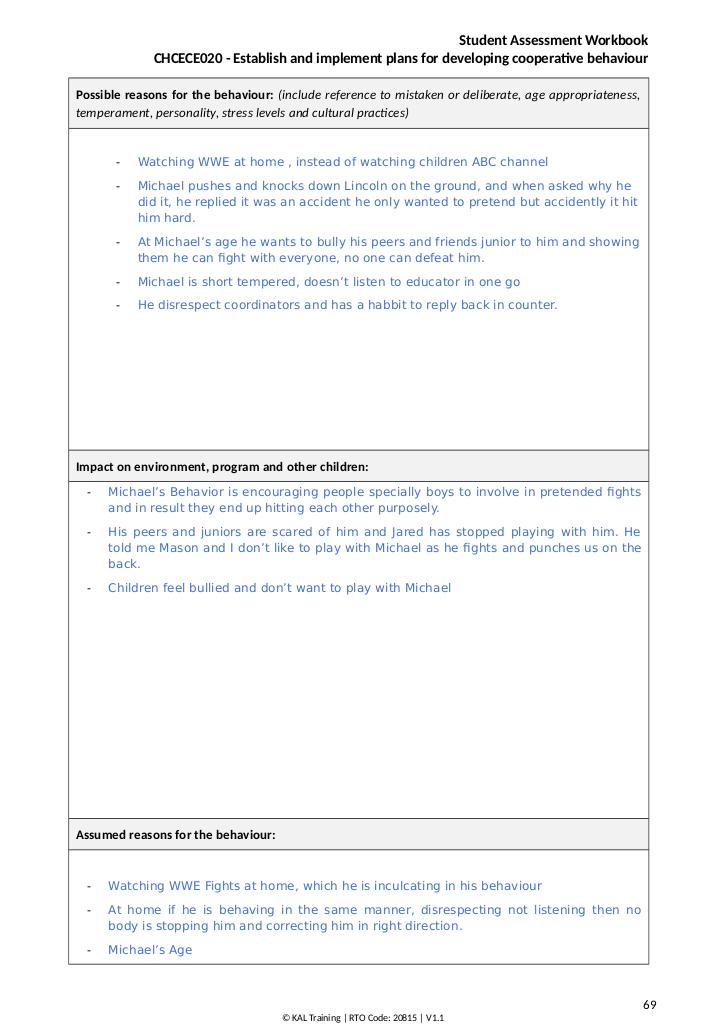 Student Assessment Workbook
CHCECE020 - Establish and implement plans for developing cooperative behaviour
Possible reasons for the behaviour: (include reference to mistaken or deliberate, age appropriateness,
temperament, personality, stress levels and cultural practices)
- Watching WWE at home , instead of watching children ABC channel
- Michael pushes and knocks down Lincoln on the ground, and when asked why he
did it, he replied it was an accident he only wanted to pretend but accidently it hit
him hard.
- At Michael's age he wants to bully his peers and friends junior to him and showing
them he can fight with everyone, no one can defeat him.
- Michael is short tempered, doesn't listen to educator in one go
- He disrespect coordinators and has a habbit to reply back in counter.
Impact on environment, program and other children:
- Michael's Behavior is encouraging people specially boys to involve in pretended fights
and in result they end up hitting each other purposely.
- His peers and juniors are scared of him and Jared has stopped playing with him. He
told me Mason and I don't like to play with Michael as he fights and punches us on the
back.
- Children feel bullied and don't want to play with Michael
Assumed reasons for the behaviour:
- Watching WWE Fights at home, which he is inculcating in his behaviour
- At home if he is behaving in the same manner, disrespecting not listening then no
body is stopping him and correcting him in right direction.
- Michael's Age
69
© KAL Training | RTO Code: 20815 | V1.1